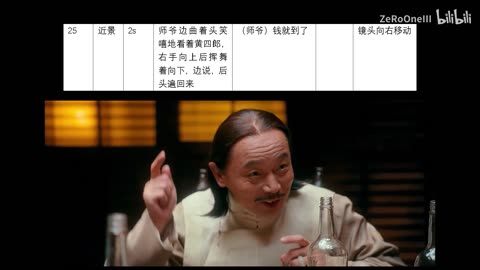 ZeRoOneIII bilibili
25 近景 2s 师爷边曲着头笑 （师爷）钱就到了 镜头向右移动
嘻地看着黄四郎,
右手向上后挥舞
着向下，边说，后
头遍回来